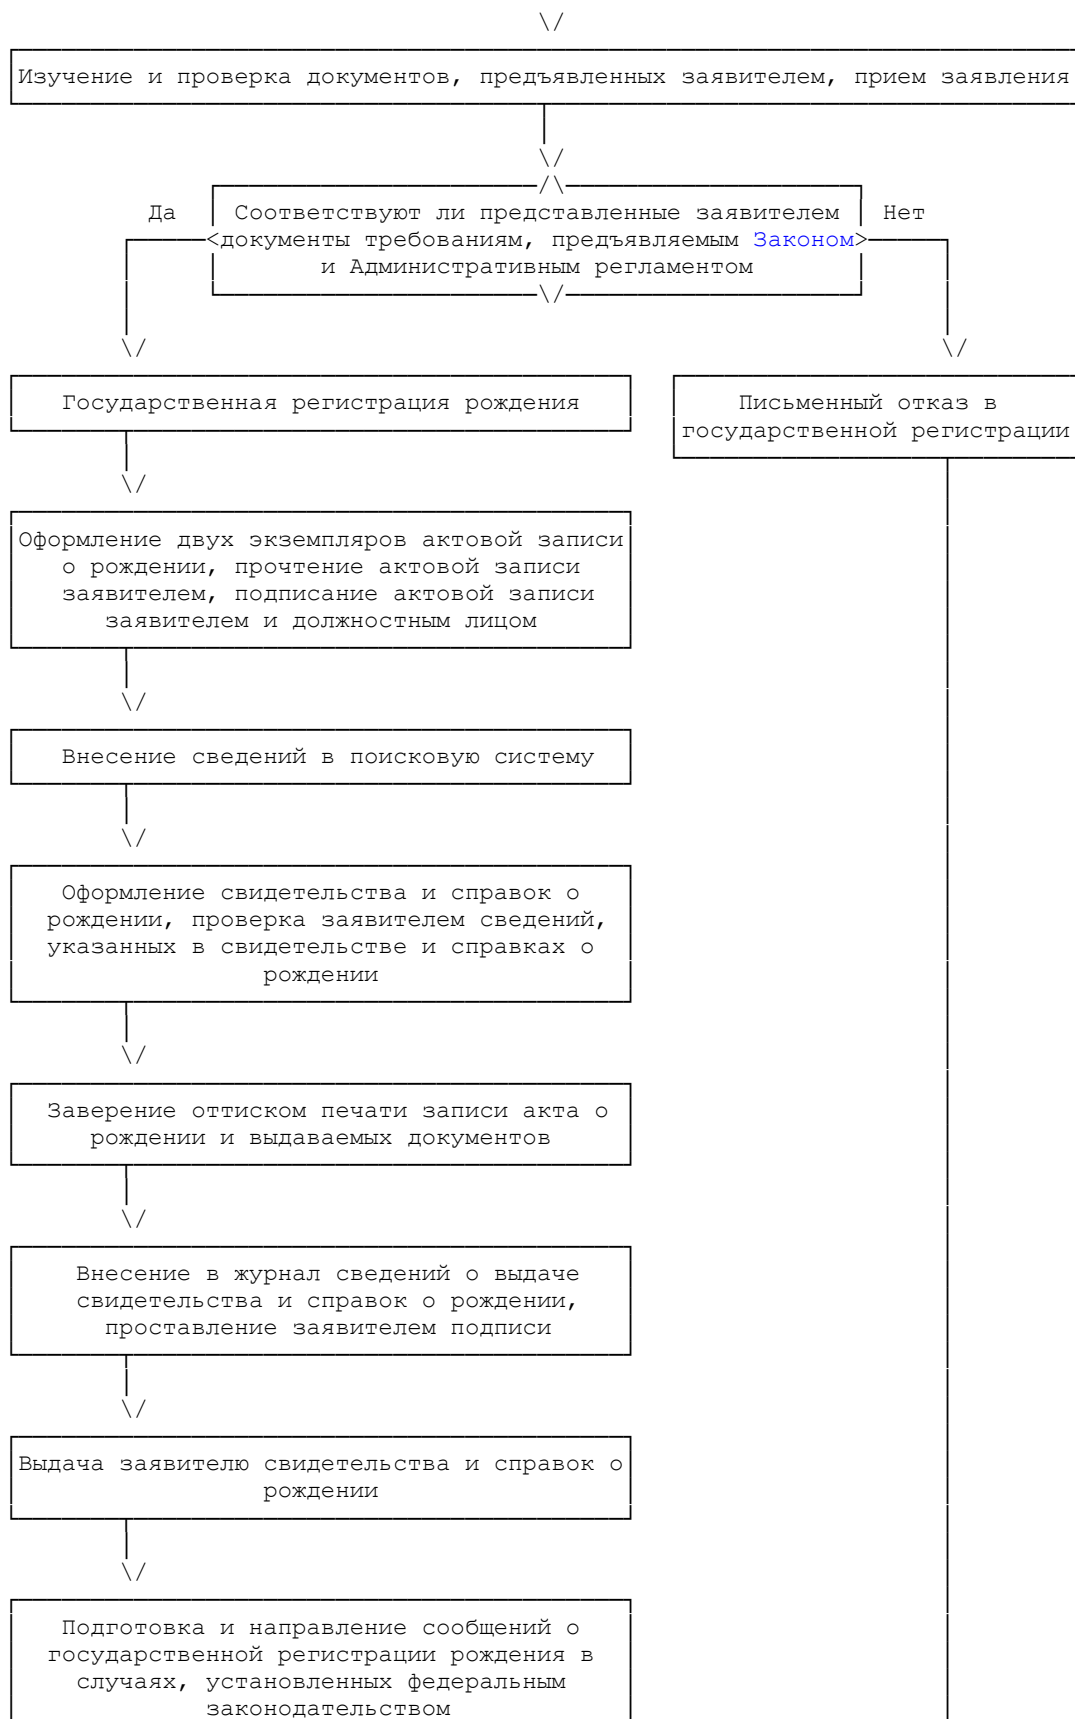 Изучение и проверка документов, предъявленных заявителем, прием заявления
Да
Соответствуют ли представленные заявителем
Нет
документы требованиям, предъявляемым Законом
и Административным регламентом
Государственная регистрация рождения
Письменный отказ в
государственной регистрации
Оформление двух экземпляров актовой записи
о рождении, прочтение актовой записи
заявителем, подписание актовой записи
заявителем и должностным лицом
Внесение сведений в поисковую систему
Оформление свидетельства и справок о
рождении, проверка заявителем сведений,
указанных в свидетельстве и справках о
рождении
Заверение оттиском печати записи акта о
рождении и выдаваемых документов
Внесение в журнал сведений о выдаче
свидетельства и справок о рождении,
проставление заявителем подписи
Выдача заявителю свидетельства и справок о
рождении
Подготовка и направление сообщений о
государственной регистрации рождения в
случаях, установленных федеральным
законодательством